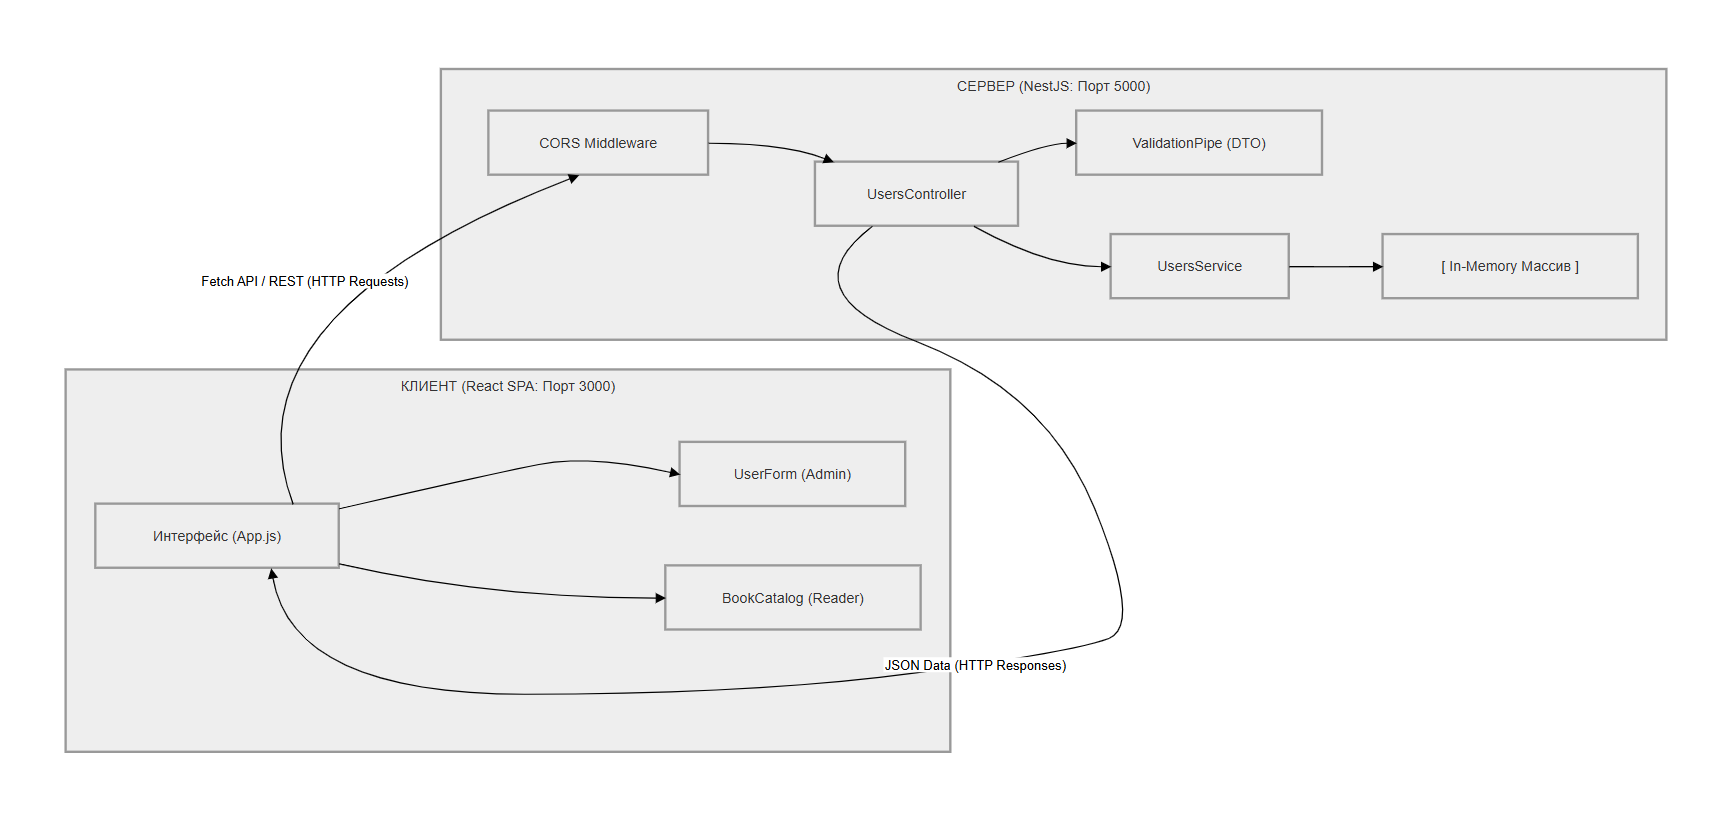 СЕРВЕР (NestJS: Порт 5000)
CORS Middleware
ValidationPipe (DTO)
UsersController
UsersService
[ In-Memory Массив ]
Fetch API / REST (HTTP Requests)
КЛИЕНТ (React SPA: Порт 3000)
UserForm (Admin)
Интерфейс (App.js)
BookCatalog (Reader)
JSON Data (HTTP Responses)